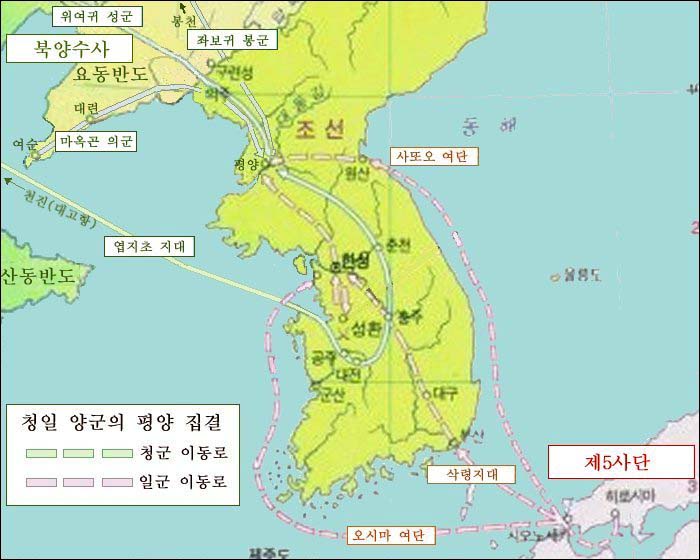 위여귀 성군
봉천
좌보귀 봉군
북양수사
요동반도
구련성
의주
대련
대동강
조선
동해
여순
마옥곤 의군
평양
원산
사또오 여단
천진(대고항)
엽지초 지대
춘천
산동반도
한성
울릉도
성환
충주
공주
대전
군산
대구
청일 양군의 평양 집결
청군 이동로
일군 이동로
부산
제5사단
삭령지대
히로시마
시모노세키
오시마 여단
제주도